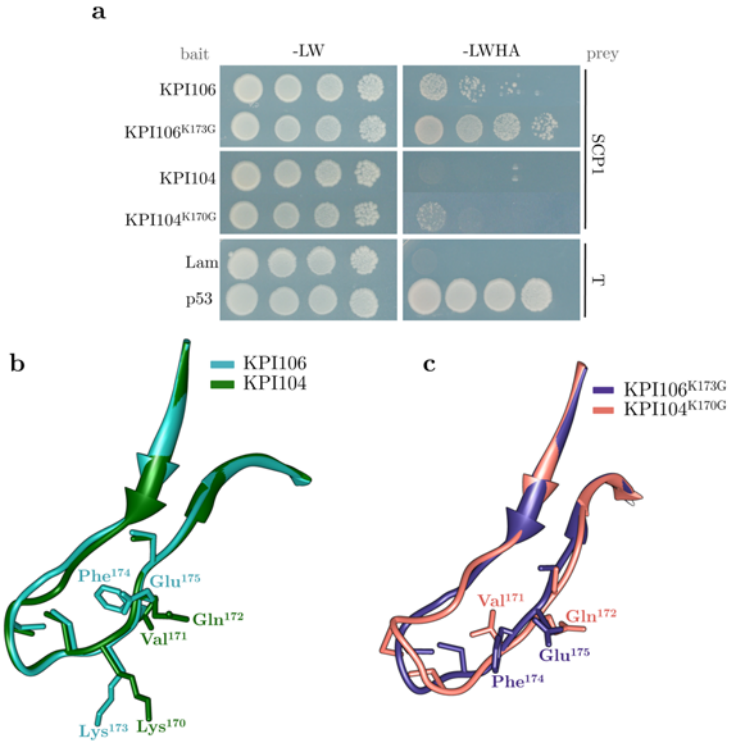 a
bait -LW -LWHA prey
KPI106
KPI106K173G
KPI104
KPI104K170G
SCP1
Lam
p53
T
b
KPI106
KPI104
Phe174 Glu175
Gln172
Val171
Lys173 Lys170
c
KPI106K173G
KPI104K170G
Val171
Gln172
Glu175
Phe174